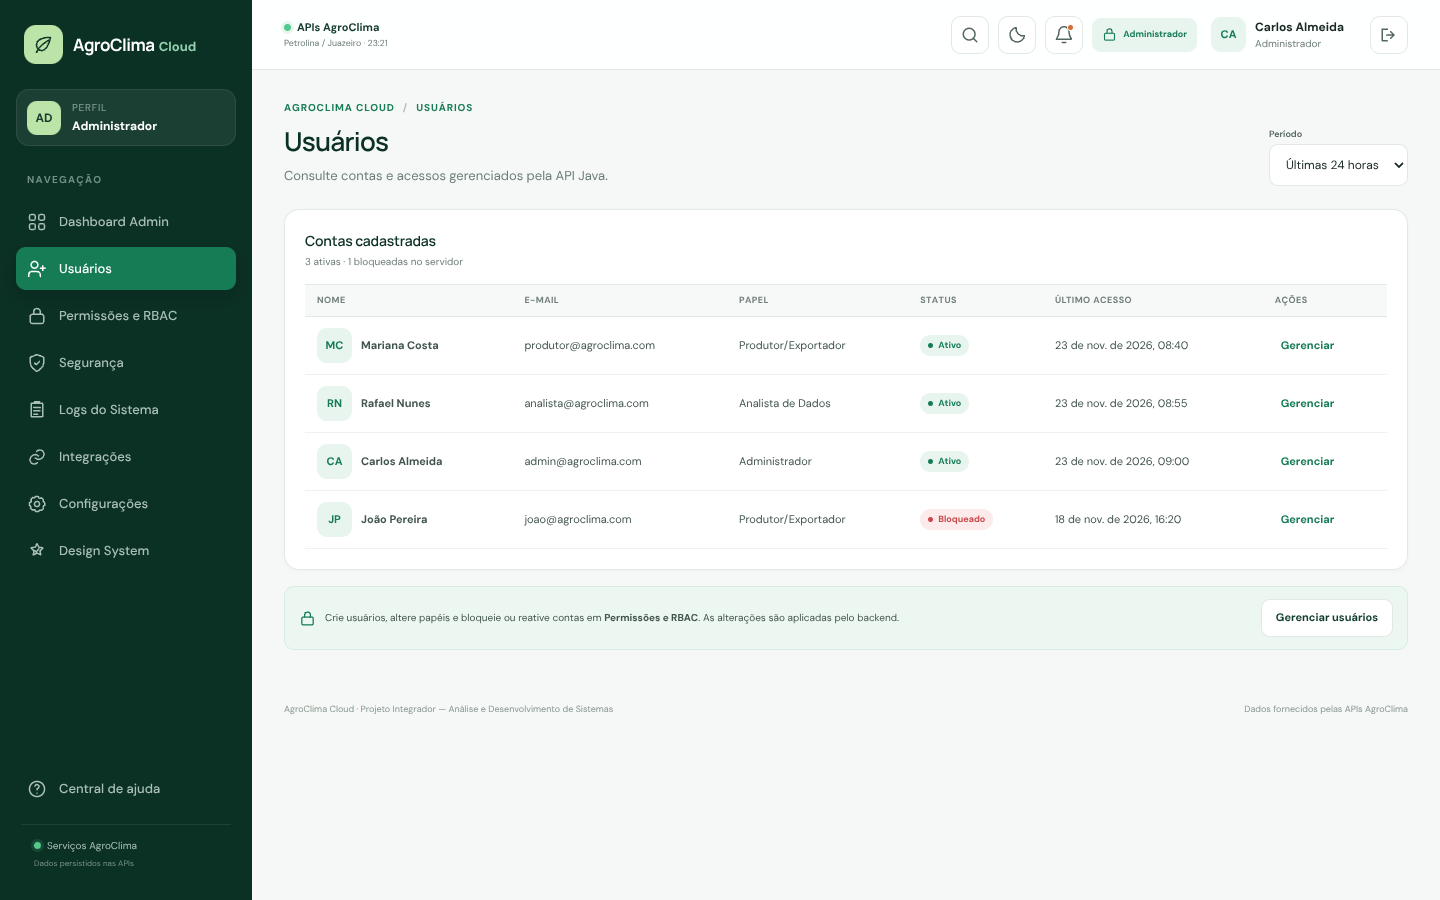 AgroClima Cloud
AD
PERFIL
Administrador
NAVEGAÇÃO
Dashboard Admin
Usuários
Permissões e RBAC
Segurança
Logs do Sistema
Integrações
Configurações
Design System
Central de ajuda
Serviços AgroClima
Dados persistidos nas APIs
APIs AgroClima
Petrolina / Juazeiro · 23:21
Administrador
CA
Carlos Almeida
Administrador
AGROCLIMA CLOUD / USUÁRIOS
Usuários
Consulte contas e acessos gerenciados pela API Java.
Período
Últimas 24 horas
Contas cadastradas
3 ativas · 1 bloqueadas no servidor
NOME E-MAIL PAPEL STATUS ÚLTIMO ACESSO AÇÕES
MC Mariana Costa produtor@agroclima.com Produtor/Exportador Ativo 23 de nov. de 2026, 08:40 Gerenciar
RN Rafael Nunes analista@agroclima.com Analista de Dados Ativo 23 de nov. de 2026, 08:55 Gerenciar
CA Carlos Almeida admin@agroclima.com Administrador Ativo 23 de nov. de 2026, 09:00 Gerenciar
JP João Pereira joao@agroclima.com Produtor/Exportador Bloqueado 18 de nov. de 2026, 16:20 Gerenciar
Crie usuários, altere papéis e bloqueie ou reative contas em Permissões e RBAC. As alterações são aplicadas pelo backend.
Gerenciar usuários
AgroClima Cloud · Projeto Integrador — Análise e Desenvolvimento de Sistemas
Dados fornecidos pelas APIs AgroClima